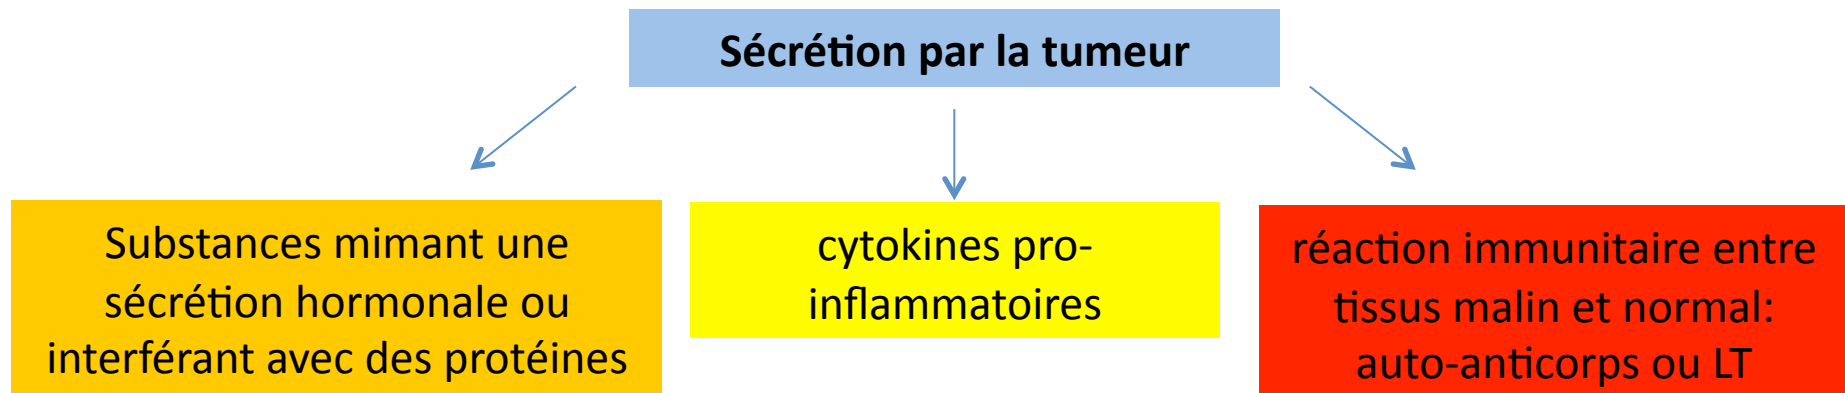 Sécrétion par la tumeur
Substances mimant une
sécrétion hormonale ou
interférant avec des protéines
cytokines pro-
inflammatoires
réaction immunitaire entre
tissus malin et normal:
auto-anticorps ou LT